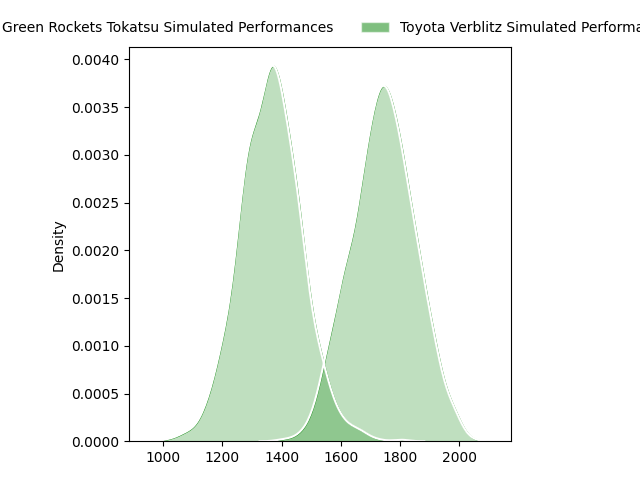 Green Rockets Tokatsu Simulated Performances
Toyota Verblitz Simulated Performa
0.0040
0.0035
0.0030
0.0025
0.0020
0.0015
0.0010
0.0005
0.0000
Density
1000 1200 1400 1600 1800 2000